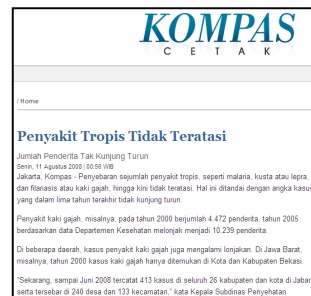 KOMPAS
CETAK
/ Home
Penyakit Tropis Tidak Teratasi
Jumlah Penderita Tak Kunjung Turun
Senin, 11 Agustus 2008 | 00:56 WIB
Jakarta, Kompas - Penyebaran sejumlah penyakit tropis, seperti malaria, kusta atau lepra,
dan filariasis atau kaki gajah, hingga kini tidak teratasi. Hal ini ditandai dengan angka kasus
yang dalam lima tahun terakhir tidak kunjung turun.
Penyakit kaki gajah, misalnya, pada tahun 2000 berjumlah 4.472 penderita, tahun 2005
berdasarkan data Departemen Kesehatan melonjak menjadi 10.239 penderita.
Di beberapa daerah, kasus penyakit kaki gajah juga mengalami lonjakan. Di Jawa Barat,
misalnya, tahun 2000 kasus kaki gajah hanya ditemukan di Kota dan Kabupaten Bekasi.
"Sekarang, sampai Juni 2008 tercatat 413 kasus di seluruh 26 kabupaten dan kota di Jabar
serta tersebar di 240 desa dan 133 kecamatan," kata Kepala Subdinas Penyehatan